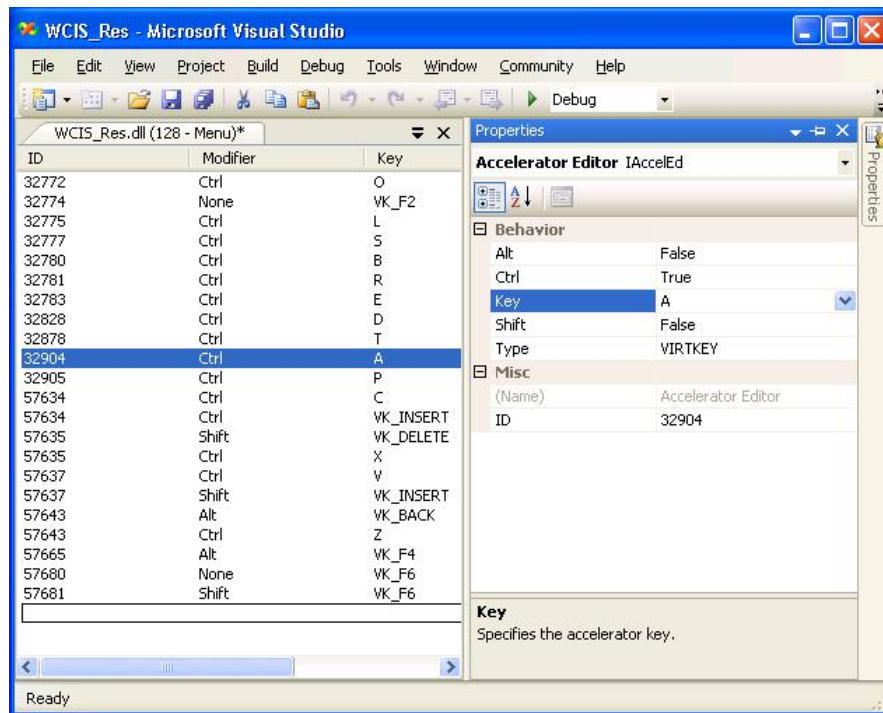 WCIS_Res - Microsoft Visual Studio
File Edit View Project Build Debug Tools Window Community Help
Debug
WCIS_Res.dll (128 - Menu)*
ID Modifier Key
32772 Ctrl O
32774 None VK_F2
32775 Ctrl L
32777 Ctrl S
32780 Ctrl B
32781 Ctrl R
32783 Ctrl E
32828 Ctrl D
32878 Ctrl T
32904 Ctrl A
32905 Ctrl P
57634 Ctrl C
57634 Ctrl VK_INSERT
57635 Shift VK_DELETE
57635 Ctrl X
57637 Ctrl V
57637 Shift VK_INSERT
57643 Alt VK_BACK
57643 Ctrl Z
57665 Alt VK_F4
57680 None VK_F6
57681 Shift VK_F6
Properties
Accelerator Editor IAccelEd
Behavior
Alt False
Ctrl True
Key A
Shift False
Type VIRTKEY
Misc
(Name) Accelerator Editor
ID 32904
Key
Specifies the accelerator key.
Properties
Ready